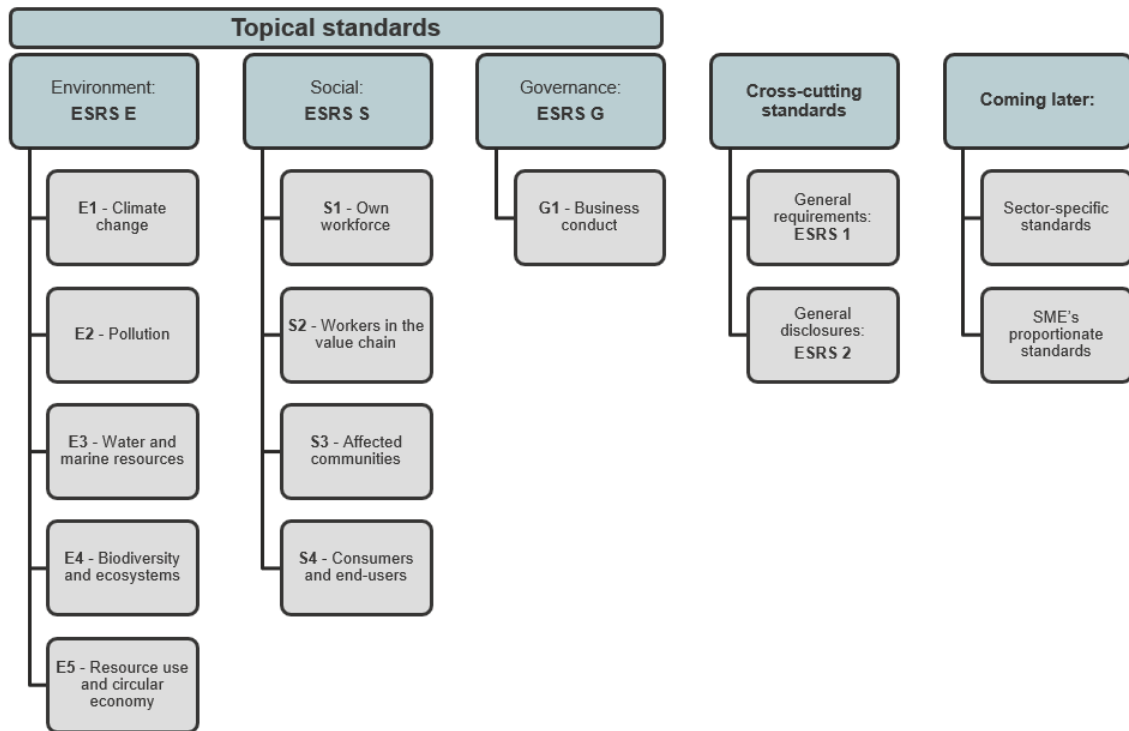 Topical standards
Environment:
ESRS E
E1 - Climate
change
E2 - Pollution
E3 - Water and
marine resources
E4 - Biodiversity
and ecosystems
E5 - Resource use
and circular
economy
Social:
ESRS S
S1 - Own
workforce
S2 - Workers in the
value chain
S3 - Affected
communities
S4 - Consumers
and end-users
Governance:
ESRS G
G1 - Business
conduct
Cross-cutting
standards
General
requirements:
ESRS 1
General
disclosures:
ESRS 2
Coming later:
Sector-specific
standards
SME’s
proportionate
standards